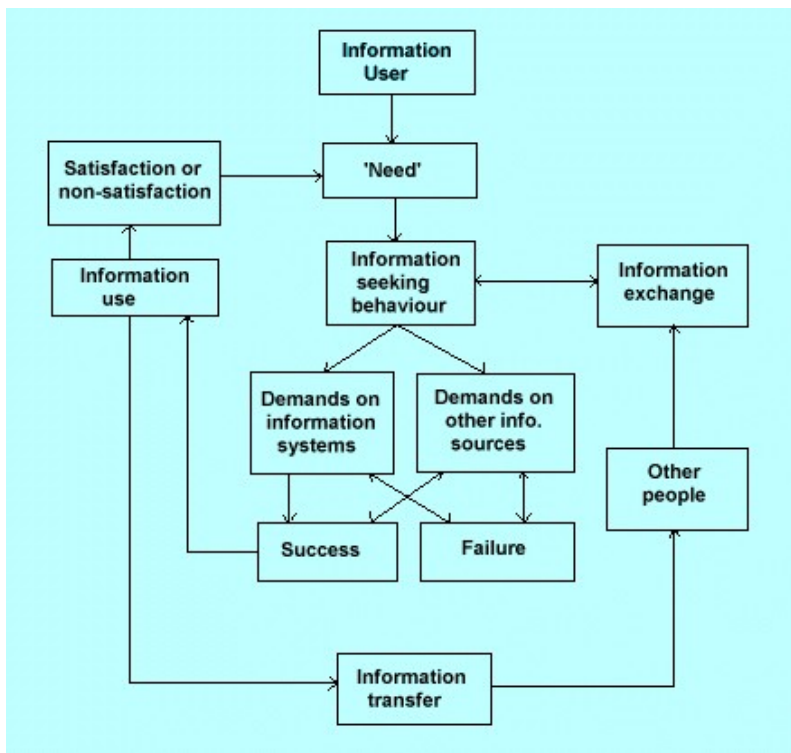 Information
User
Satisfaction or
non-satisfaction
'Need'
Information
use
Information
seeking
behaviour
Information
exchange
Demands on
information
systems
Demands on
other info.
sources
Other
people
Success
Failure
Information
transfer